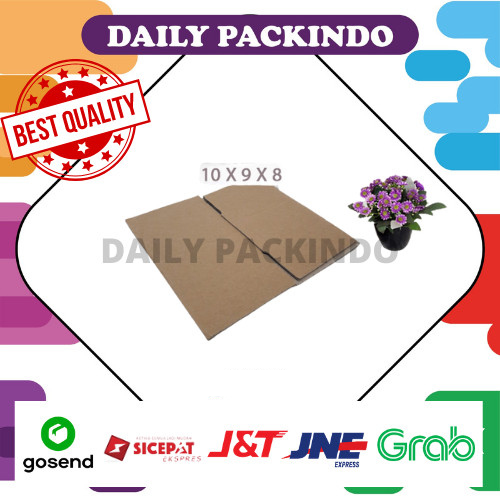 DAILY PACKINDO
BEST QUALITY
10 X 9 X 8
DAILY PACKINDO
gosend
SICEPAT
EKSPRES
J&T
JNE
EXPRESS
Grab